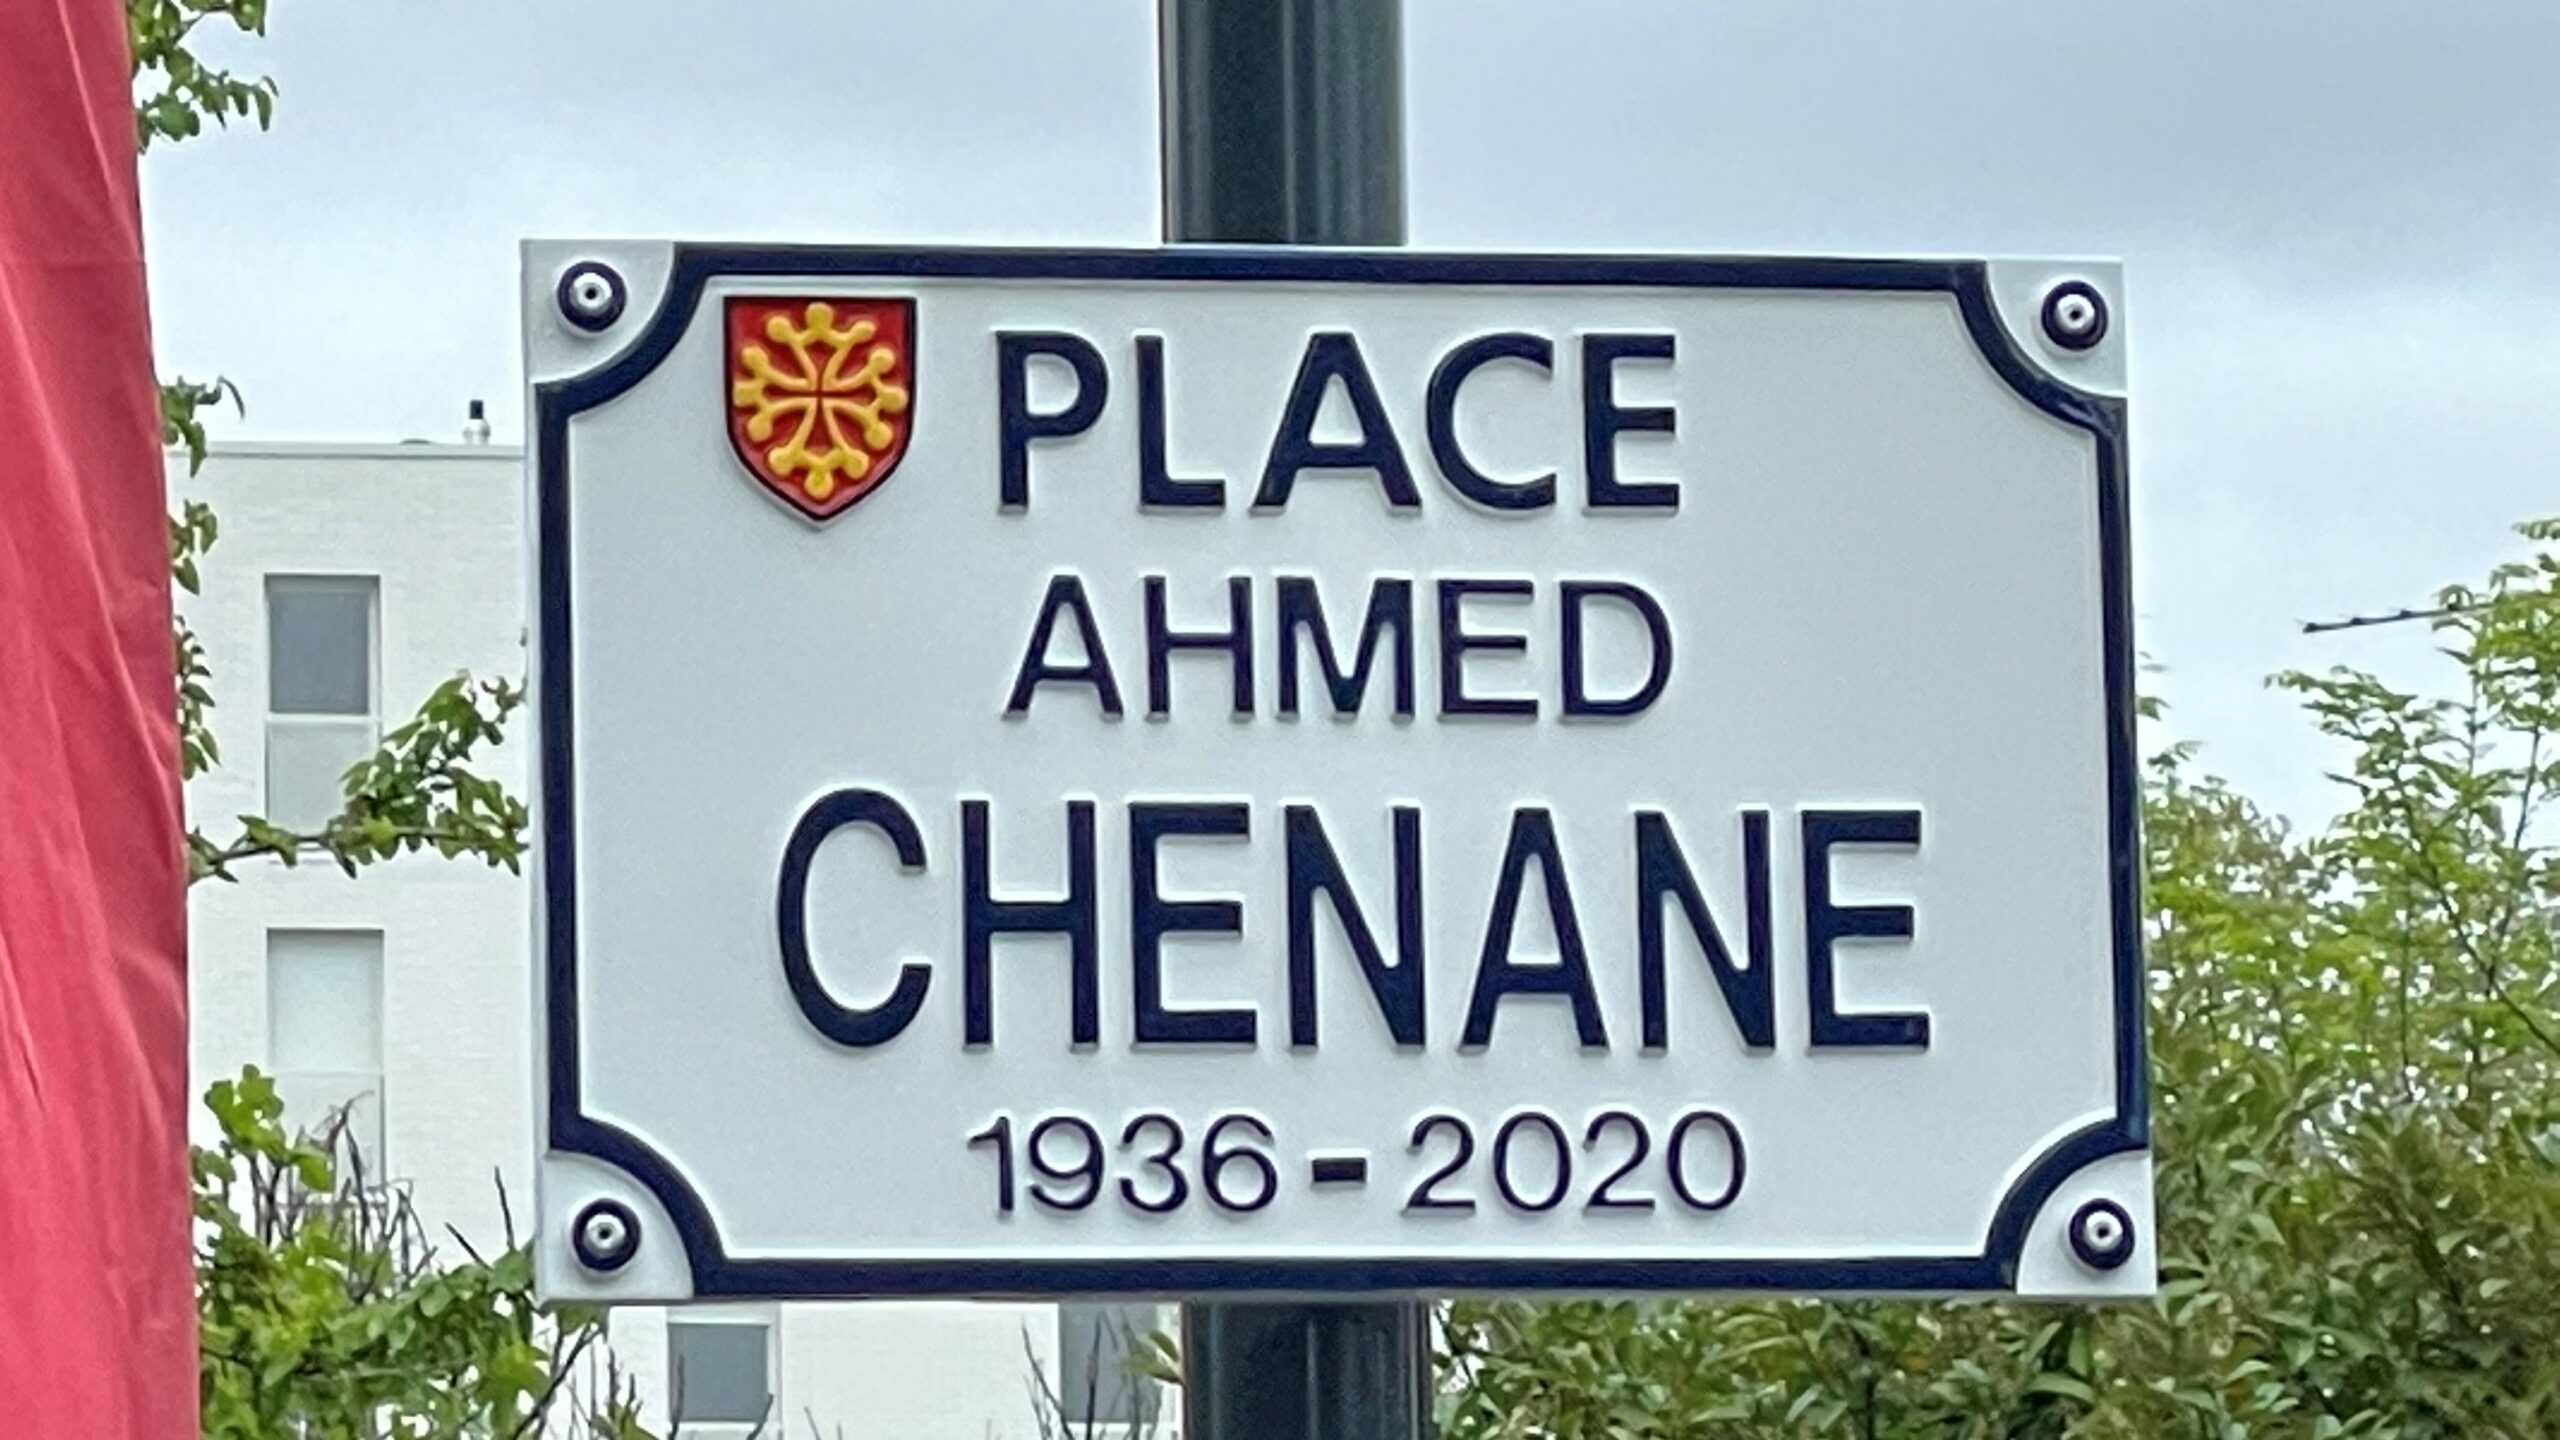 PLACE
AHMED
CHENANE
1936-2020